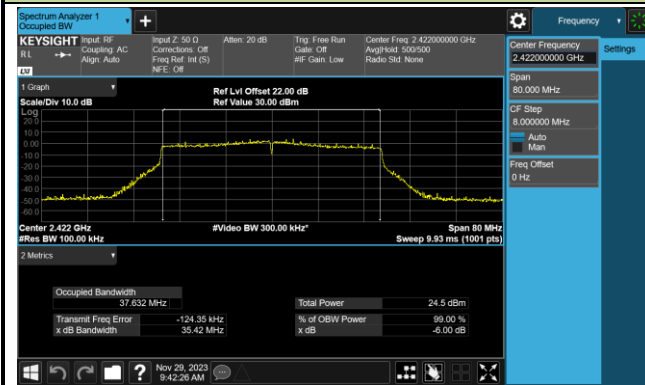 Spectrum Analyzer 1
Occupied BW
Frequency
KEYSIGHT
R L
LXI
Input: RF
Coupling: AC
Align: Auto
Input Z: 50 Ω
Corrections: Off
Freq Ref: Int (S)
NFE: Off
Atten: 20 dB
Trig: Free Run
Gate: Off
#IF Gain: Low
Center Freq: 2.422000000 GHz
Avg|Hold: 500/500
Radio Std: None
Center Frequency
2.422000000 GHz
Settings
Span
80.000 MHz
CF Step
8.000000 MHz
Auto
Man
Freq Offset
0 Hz
1 Graph
Scale/Div 10.0 dB
Ref Lvl Offset 22.00 dB
Ref Value 30.00 dBm
Log
20.0
10.0
0.00
-10.0
-20.0
-30.0
-40.0
-50.0
-60.0
Center 2.422 GHz
#Video BW 300.00 kHz*
Span 80 MHz
#Res BW 100.00 kHz
Sweep 9.93 ms (1001 pts)
2 Metrics
Occupied Bandwidth
37.632 MHz
Total Power 24.5 dBm
Transmit Freq Error -124.35 kHz
% of OBW Power 99.00 %
x dB Bandwidth 35.42 MHz
x dB -6.00 dB
?
Nov 29, 2023
9:42:26 AM